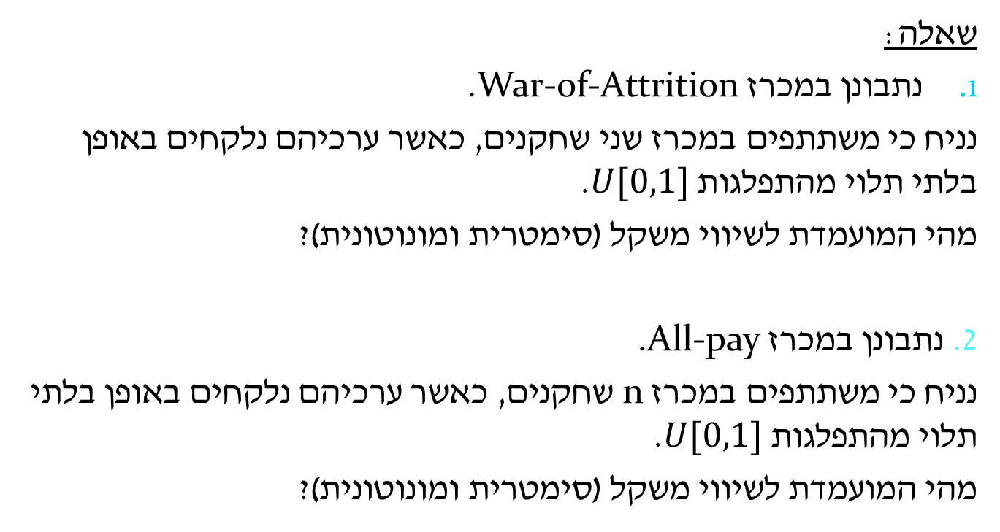 שאלה:
1. נתבונן במכרז War-of-Attrition.
נניח כי משתתפים במכרז שני שחקנים, כאשר ערכיהם נלקחים באופן
בלתי תלוי מהתפלגות U[0,1].
מהי המועמדת לשיווי משקל (סימטרית ומונוטונית)?
2. נתבונן במכרז All-pay.
נניח כי משתתפים במכרז n שחקנים, כאשר ערכיהם נלקחים באופן בלתי
תלוי מהתפלגות U[0,1].
מהי המועמדת לשיווי משקל (סימטרית ומונוטונית)?